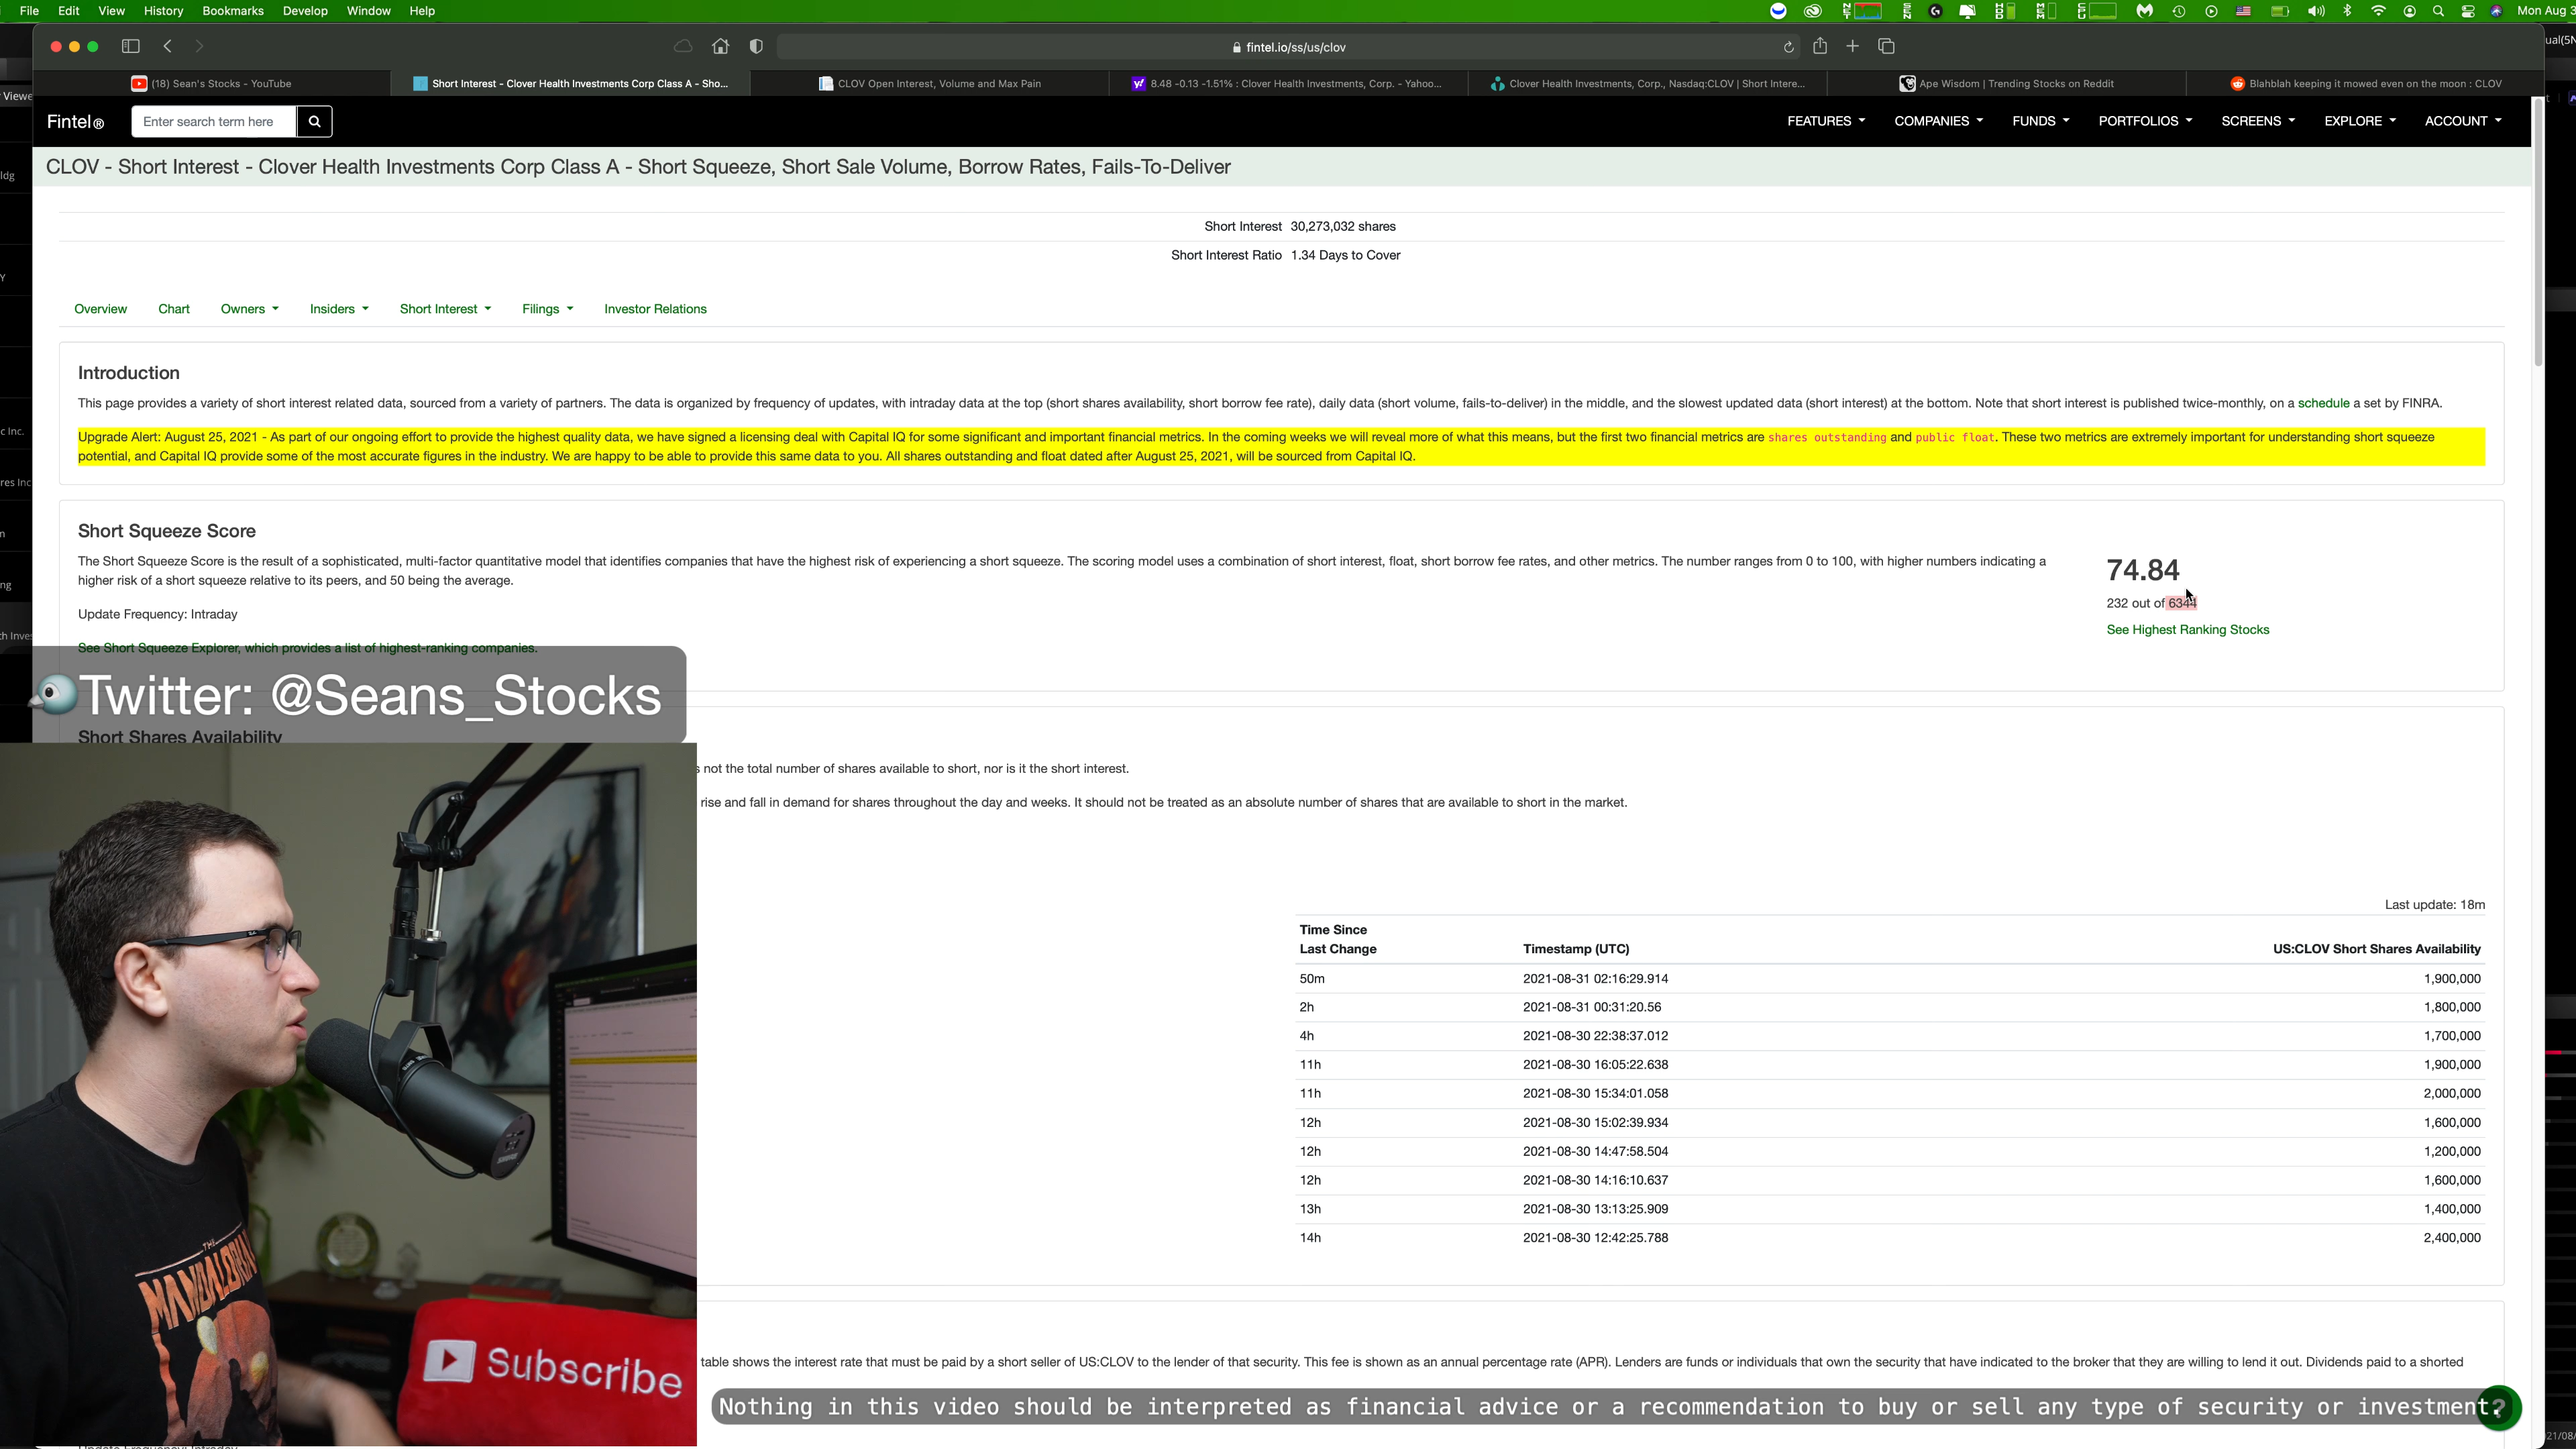 File Edit View History Bookmarks Develop Window Help
Mon Aug 3
fintel.io/ss/us/clov
(18) Sean's Stocks - YouTube
Short Interest - Clover Health Investments Corp Class A - Sho...
CLOV Open Interest, Volume and Max Pain
8.48 -0.13 -1.51% : Clover Health Investments, Corp. - Yahoo...
Clover Health Investments, Corp., Nasdaq:CLOV | Short Intere...
Ape Wisdom | Trending Stocks on Reddit
Blahblah keeping it mowed even on the moon : CLOV
Fintel®
Enter search term here
FEATURES COMPANIES FUNDS PORTFOLIOS SCREENS EXPLORE ACCOUNT
CLOV - Short Interest - Clover Health Investments Corp Class A - Short Squeeze, Short Sale Volume, Borrow Rates, Fails-To-Deliver
Short Interest 30,273,032 shares
Short Interest Ratio 1.34 Days to Cover
Overview Chart Owners Insiders Short Interest Filings Investor Relations
Introduction
This page provides a variety of short interest related data, sourced from a variety of partners. The data is organized by frequency of updates, with intraday data at the top (short shares availability, short borrow fee rate), daily data (short volume, fails-to-deliver) in the middle, and the slowest updated data (short interest) at the bottom. Note that short interest is published twice-monthly, on a schedule a set by FINRA.
Upgrade Alert: August 25, 2021 - As part of our ongoing effort to provide the highest quality data, we have signed a licensing deal with Capital IQ for some significant and important financial metrics. In the coming weeks we will reveal more of what this means, but the first two financial metrics are shares outstanding and public float. These two metrics are extremely important for understanding short squeeze
potential, and Capital IQ provide some of the most accurate figures in the industry. We are happy to be able to provide this same data to you. All shares outstanding and float dated after August 25, 2021, will be sourced from Capital IQ.
Short Squeeze Score
The Short Squeeze Score is the result of a sophisticated, multi-factor quantitative model that identifies companies that have the highest risk of experiencing a short squeeze. The scoring model uses a combination of short interest, float, short borrow fee rates, and other metrics. The number ranges from 0 to 100, with higher numbers indicating a
higher risk of a short squeeze relative to its peers, and 50 being the average.
Update Frequency: Intraday
See Short Squeeze Explorer, which provides a list of highest-ranking companies.
74.84
232 out of 6344
See Highest Ranking Stocks
Twitter: @Seans_Stocks
Short Shares Availability
s not the total number of shares available to short, nor is it the short interest.
rise and fall in demand for shares throughout the day and weeks. It should not be treated as an absolute number of shares that are available to short in the market.
Last update: 18m
Time Since
Last Change Timestamp (UTC) US:CLOV Short Shares Availability
50m 2021-08-31 02:16:29.914 1,900,000
2h 2021-08-31 00:31:20.56 1,800,000
4h 2021-08-30 22:38:37.012 1,700,000
11h 2021-08-30 16:05:22.638 1,900,000
11h 2021-08-30 15:34:01.058 2,000,000
12h 2021-08-30 15:02:39.934 1,600,000
12h 2021-08-30 14:47:58.504 1,200,000
12h 2021-08-30 14:16:10.637 1,600,000
13h 2021-08-30 13:13:25.909 1,400,000
14h 2021-08-30 12:42:25.788 2,400,000
THE
MANDALORIAN
Subscribe
table shows the interest rate that must be paid by a short seller of US:CLOV to the lender of that security. This fee is shown as an annual percentage rate (APR). Lenders are funds or individuals that own the security that have indicated to the broker that they are willing to lend it out. Dividends paid to a shorted
Nothing in this video should be interpreted as financial advice or a recommendation to buy or sell any type of security or investment.